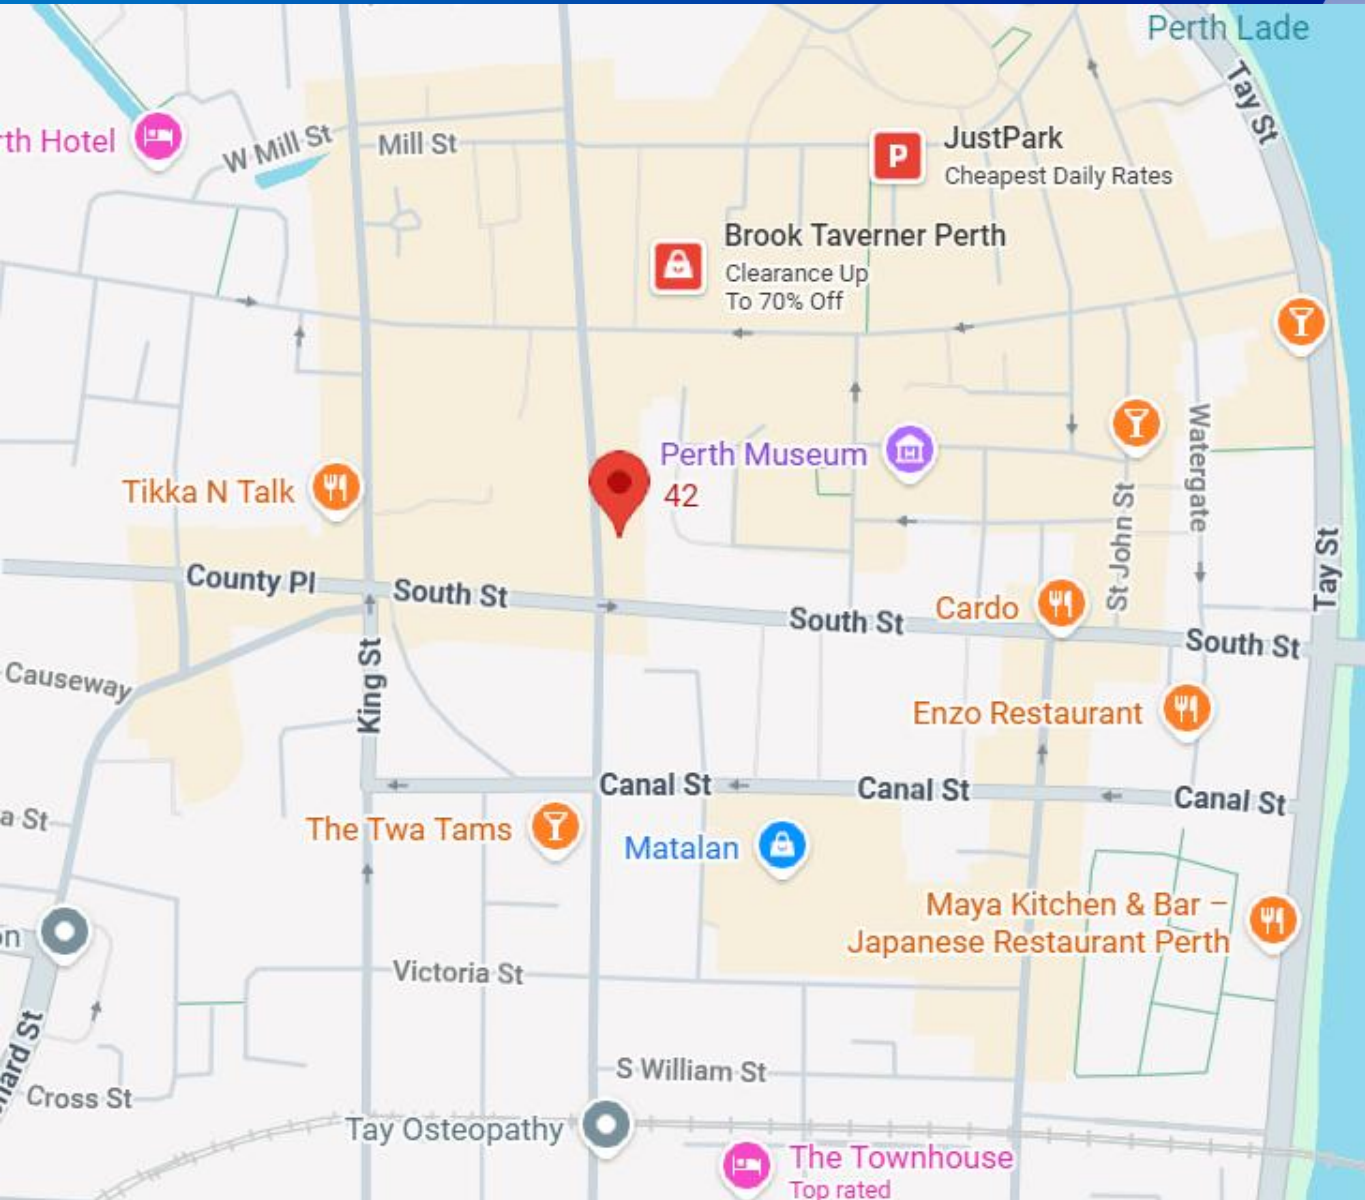 Perth Lade
Tay St
JustPark
Cheapest Daily Rates
rth Hotel
W Mill St
Mill St
P
Brook Taverner Perth
Clearance Up
To 70% Off
Perth Museum
Watergate
Tikka N Talk
42
St John St
Tay St
County Pl
South St
South St
Cardo
South St
Causeway
King St
Enzo Restaurant
Canal St
Canal St
Canal St
a St
The Twa Tams
Matalan
Maya Kitchen & Bar –
Japanese Restaurant Perth
on
Victoria St
nard St
S William St
Cross St
Tay Osteopathy
The Townhouse
Top rated